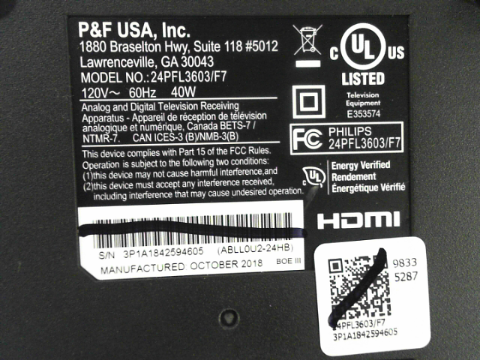 P&F USA, Inc.
1880 Braselton Hwy, Suite 118 #5012
Lawrenceville, GA 30043
MODEL NO.: 24PFL3603/F7
120V~ 60Hz 40W
Analog and Digital Television Receiving
Apparatus - Appareil de réception de télévision
analogique et numérique, Canada BETS-7 /
NTMR-7. CAN ICES-3 (B)/NMB-3(B)
This device complies with Part 15 of the FCC Rules.
Operation is subject to the following two conditions:
(1)this device may not cause harmful interference,and
(2)this device must accept any interference received,
including interference that may cause undesired operation.
C UL US
LISTED
Television
Equipment
E353574
FC PHILIPS
24PFL3603/F7
UL Energy Verified
Rendement
Énergétique Vérifié
HDMI
S/N 3P1A1842594605 (ABLL0U2-24HB)
MANUFACTURED OCTOBER 2018 BOE III
9833
5287
24PFL3603/F7
3P1A1842594605